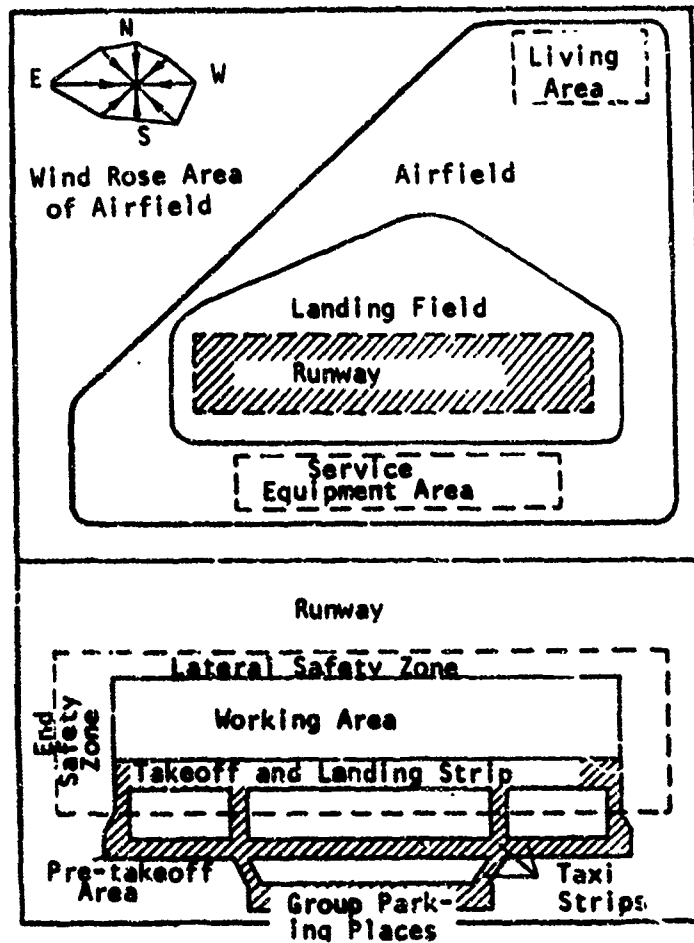 N
E
W
S
Wind Rose Area
of Airfield
Living
Area
Airfield
Landing Field
Runway
Service
Equipment Area
Runway
Lateral Safety Zone
End
Safety
Zone
Working Area
Takeoff and Landing Strip
Pre-takeoff
Area
Group Park-
ing Places
Taxi
Strips